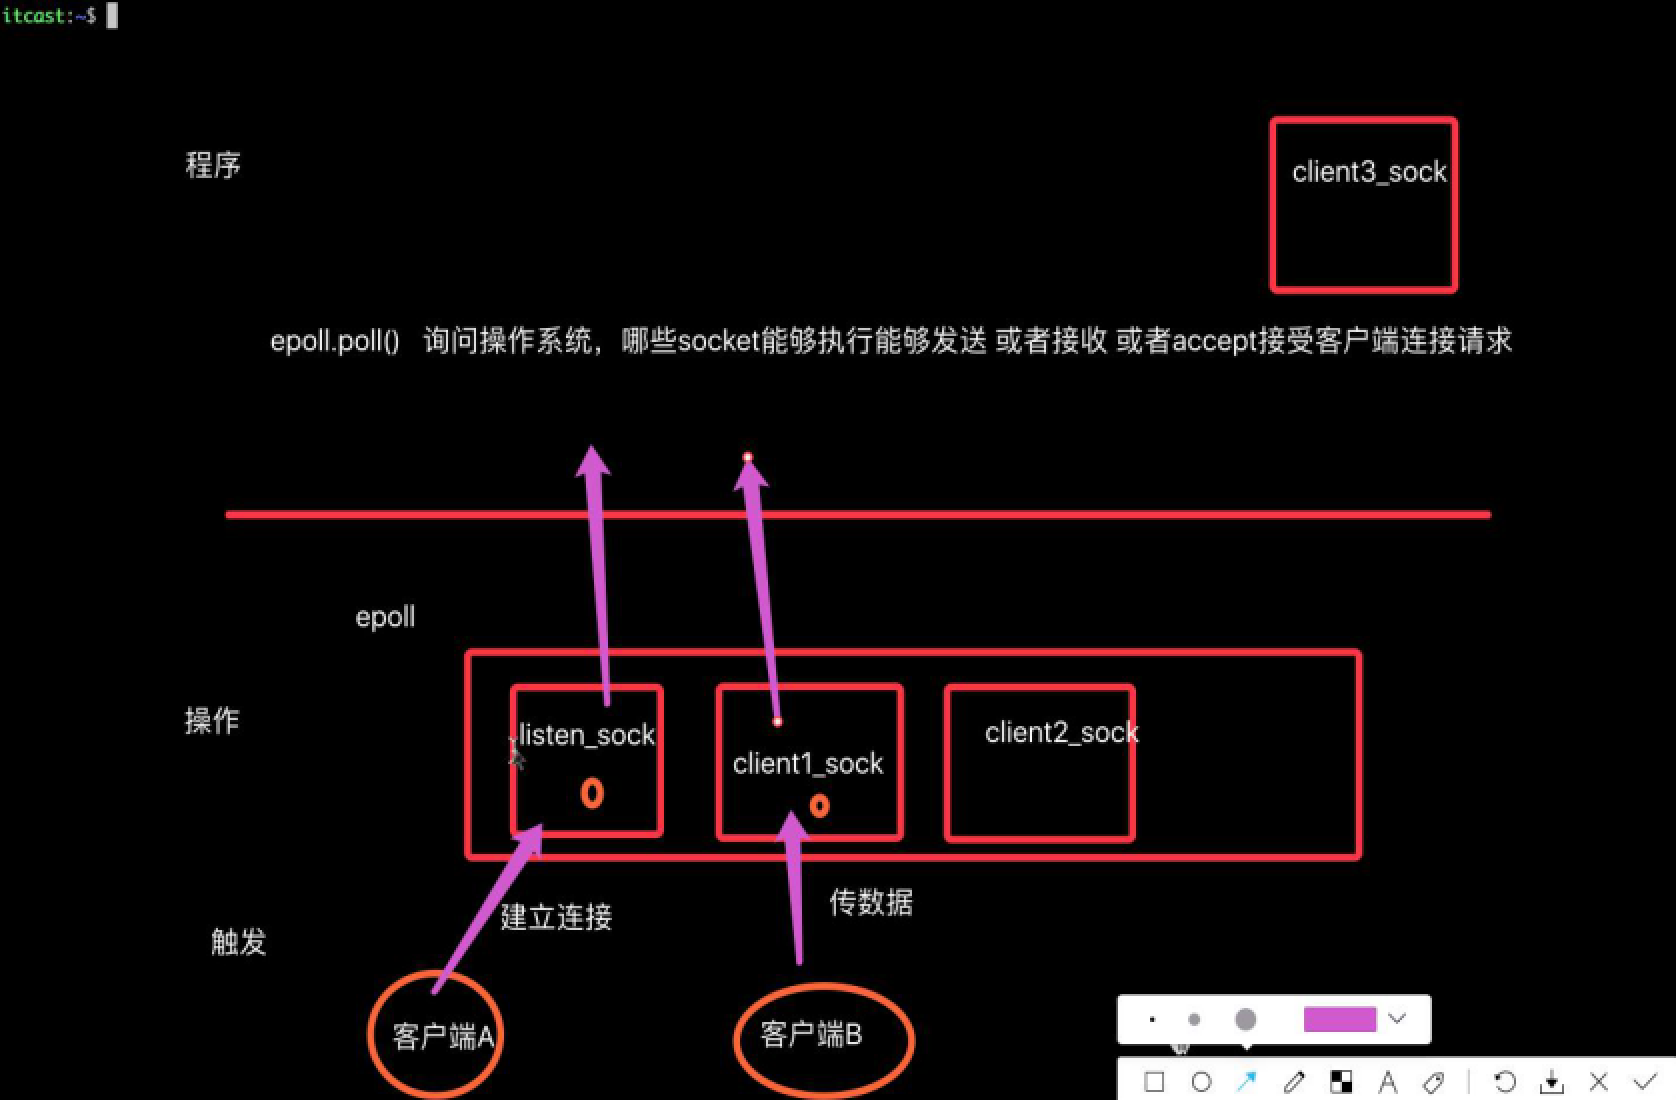 itcast:~$
程序
client3_sock
epoll.poll() 询问操作系统，哪些socket能够执行能够发送 或者接收 或者accept接受客户端连接请求
epoll
操作
listen_sock
client1_sock
client2_sock
建立连接
传数据
触发
客户端A
客户端B